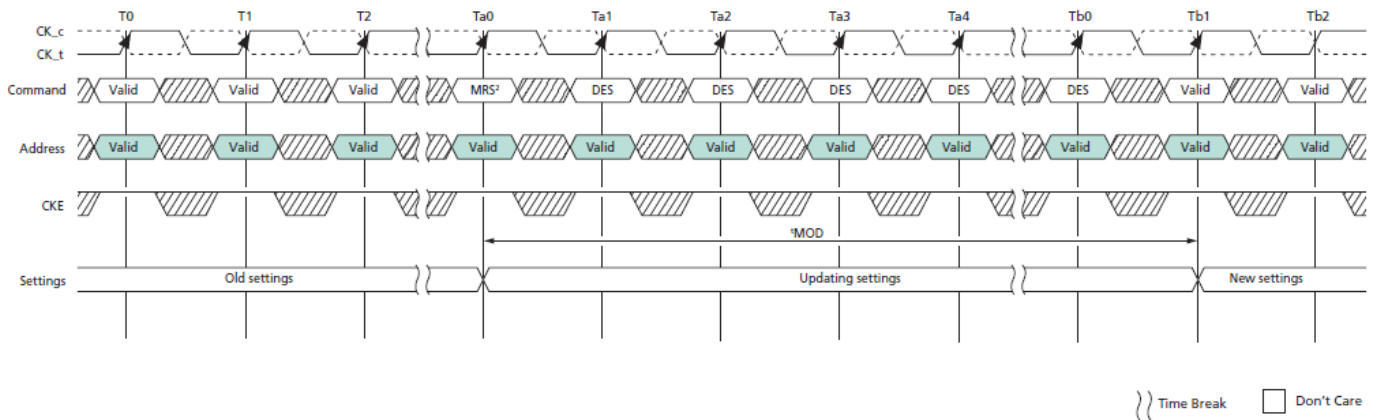 T0 T1 T2 Ta0 Ta1 Ta2 Ta3 Ta4 Tb0 Tb1 Tb2
CK_c
CK_t
Command Valid Valid Valid MRS² DES DES DES DES DES Valid Valid
Address Valid Valid Valid Valid Valid Valid Valid Valid Valid Valid Valid
CKE
ᵗMOD
Settings Old settings Updating settings New settings
Time Break Don't Care